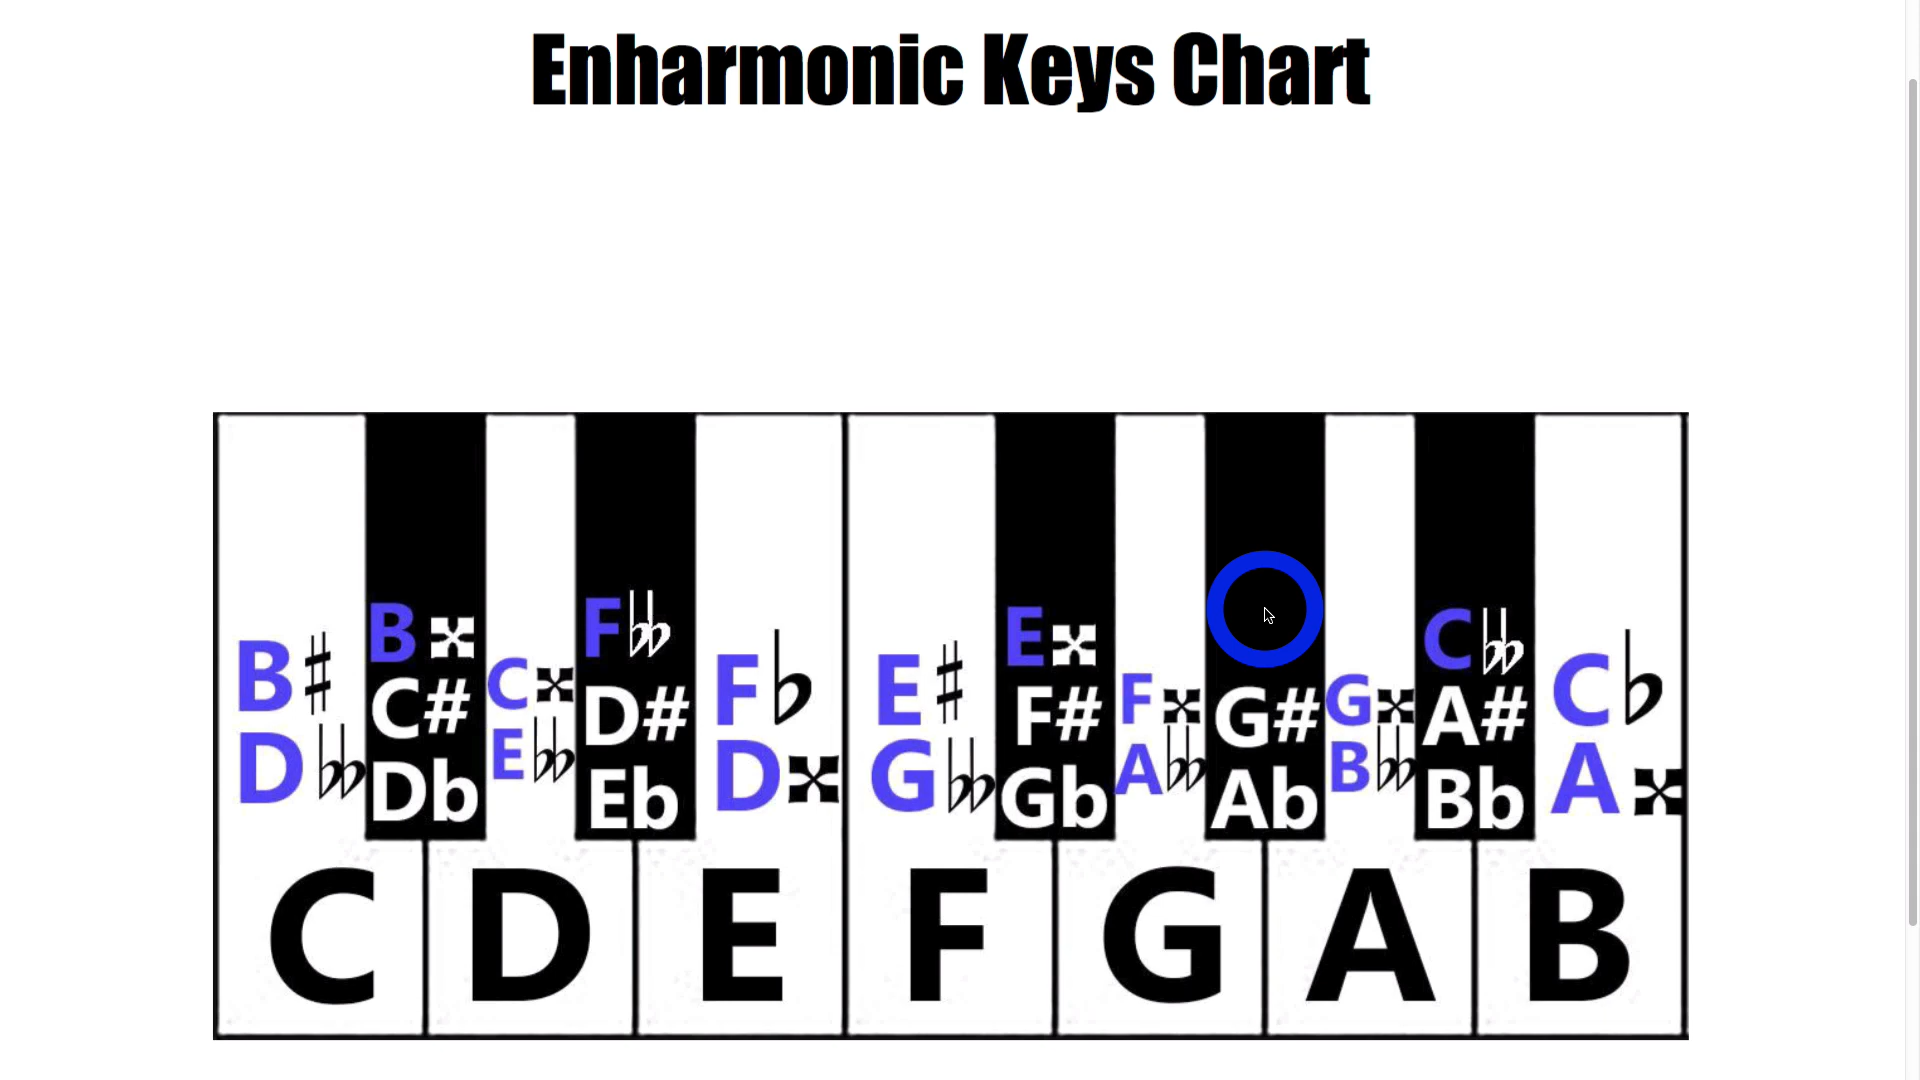 Enharmonic Keys Chart
B♯ B𝄪 C𝄪 F𝄫 F♭ E♯ E𝄪 F𝄪 G𝄪 C𝄫 C♭
C# D# F# G# A#
D𝄫 Db E𝄫 Eb D𝄪 G𝄫 Gb A𝄫 Ab B𝄫 Bb A𝄪
C D E F G A B